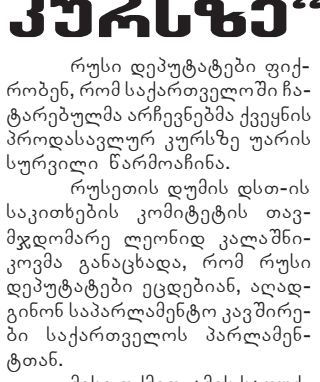 კურსზე“
რუსი დეპუტატები ფიქ-
რობენ, რომ საქართველოში ჩა-
ტარებულმა არჩევნებმა ქვეყნის
პროდასავლურ კურსზე უარის
სურვილი წარმოაჩინა.
რუსეთის დუმის დსთ-ის
საკითხების კომიტეტის თავ-
მჯდომარე ლეონიდ კალაშნი-
კოვმა განაცხადა, რომ რუსი
დეპუტატები ეცდებიან, აღად-
გინონ საპარლამენტო კავშირე-
ბი საქართველოს პარლამენ-
ტთან.